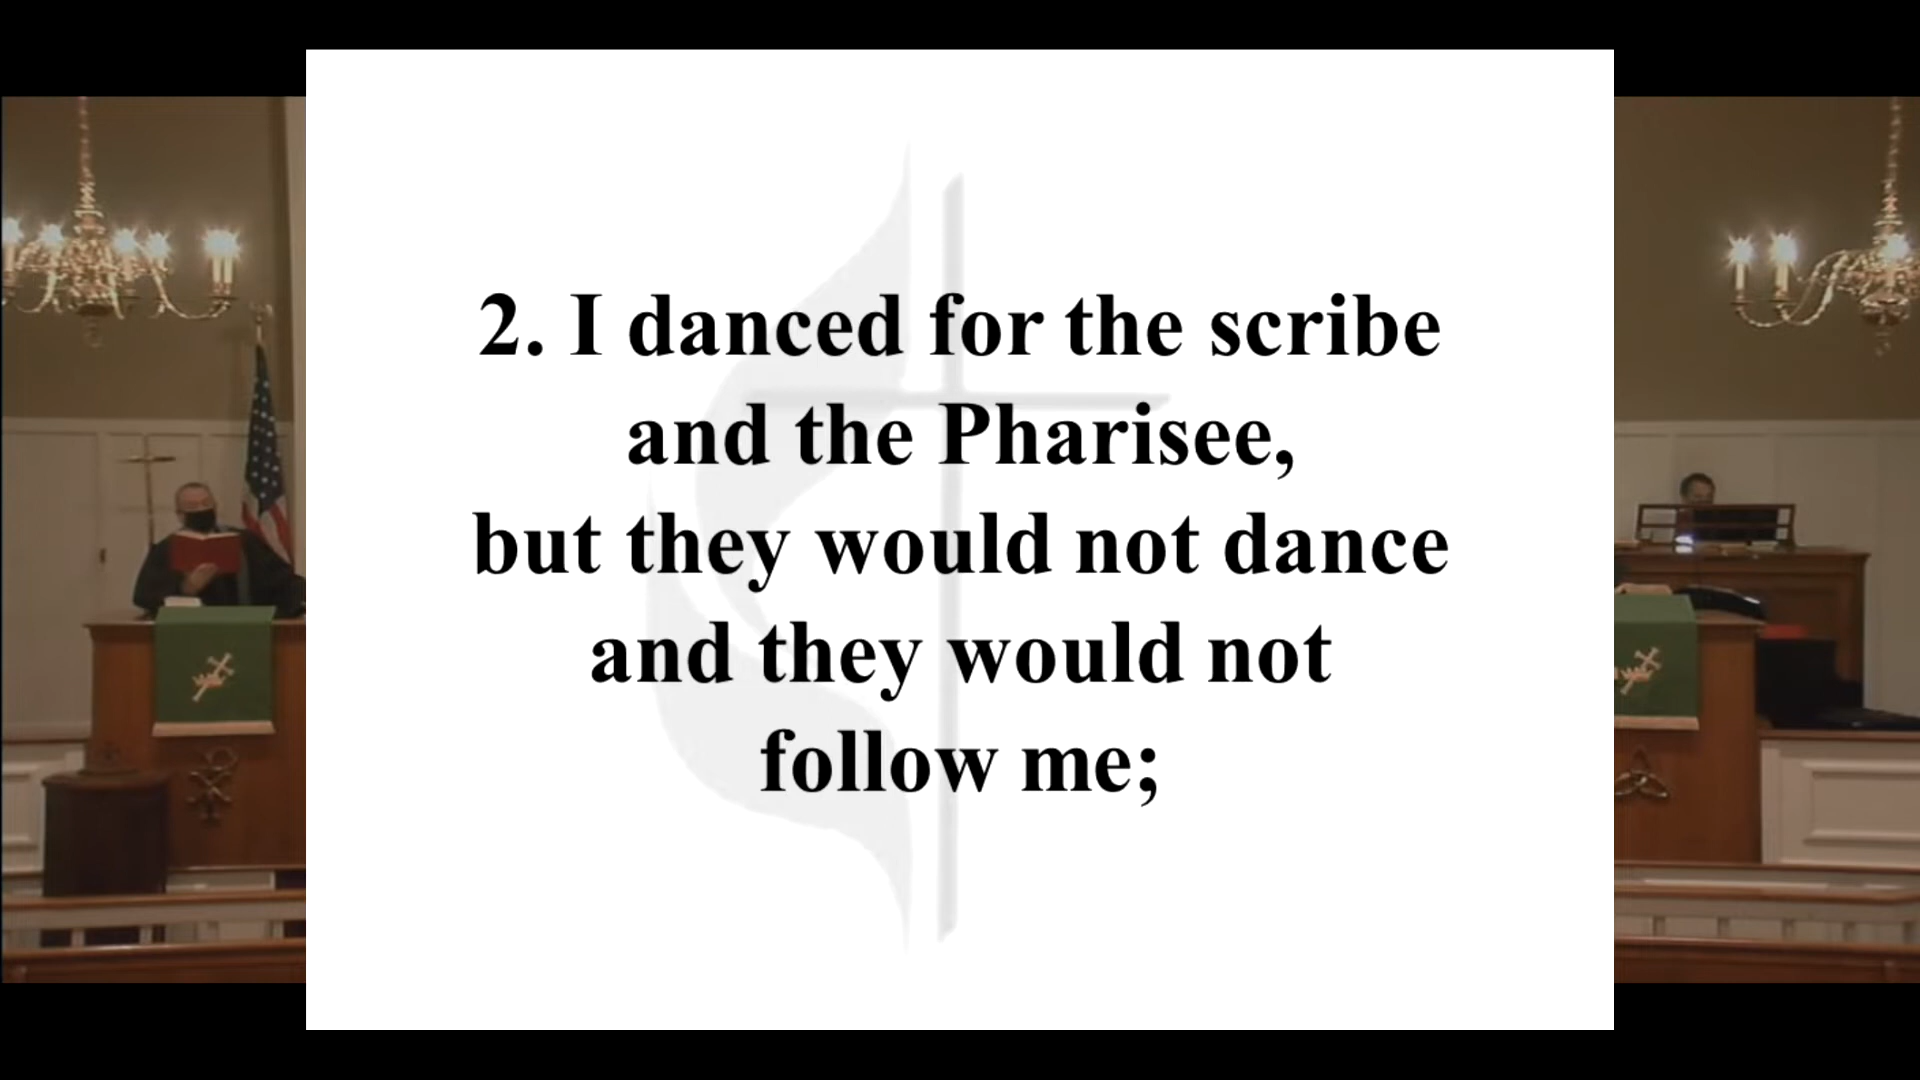 2. I danced for the scribe
and the Pharisee,
but they would not dance
and they would not
follow me;